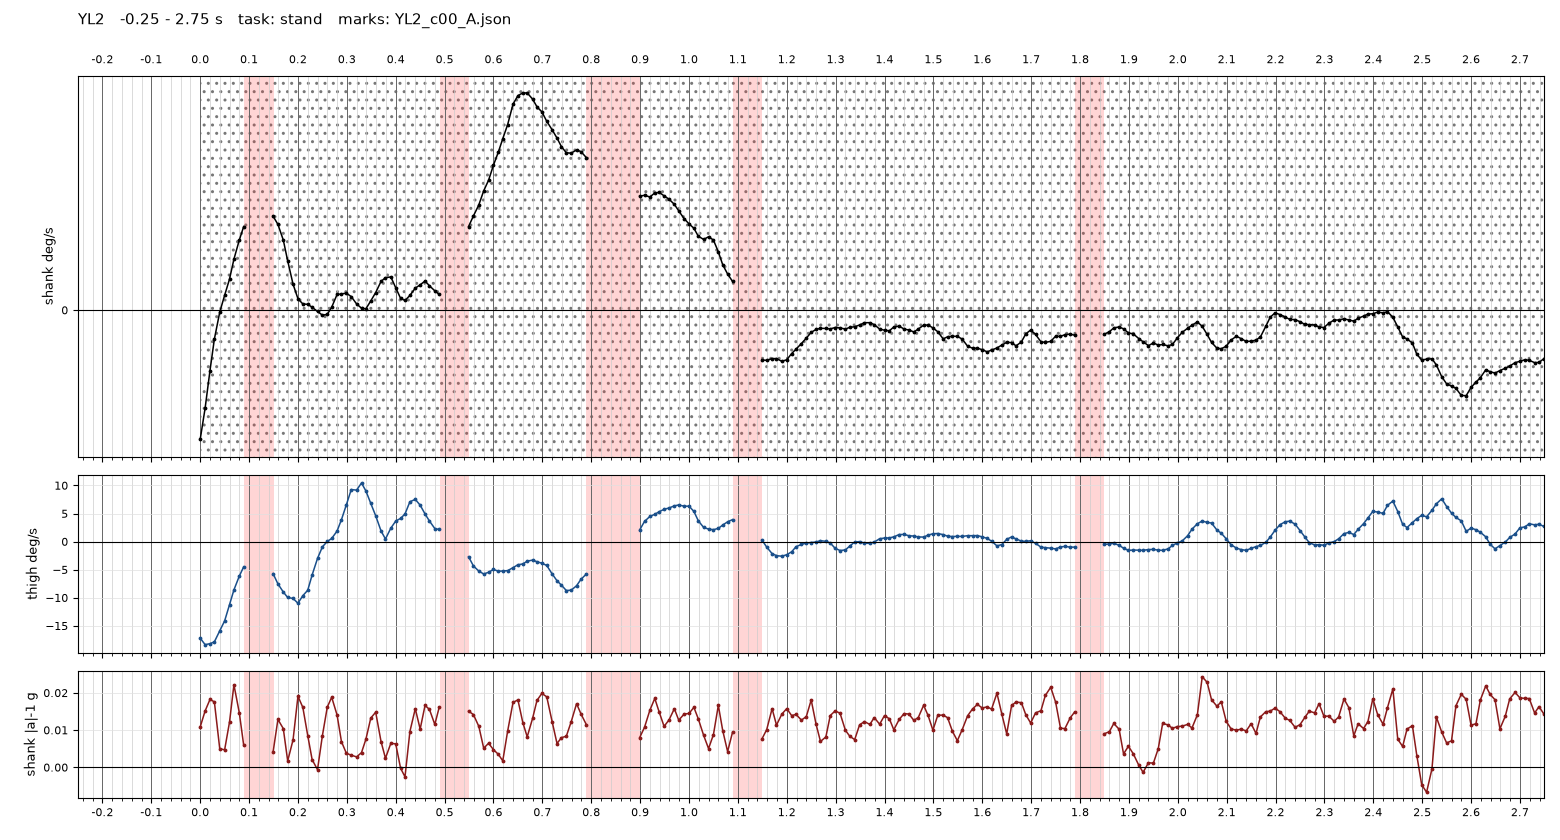 YL2   -0.25 - 2.75 s   task: stand   marks: YL2_c00_A.json
-0.2 -0.1 0.0 0.1 0.2 0.3 0.4 0.5 0.6 0.7 0.8 0.9 1.0 1.1 1.2 1.3 1.4 1.5 1.6 1.7 1.8 1.9 2.0 2.1 2.2 2.3 2.4 2.5 2.6 2.7
shank deg/s
0
thigh deg/s
10
5
0
−5
−10
−15
shank |a|-1 g
0.02
0.01
0.00
-0.2 -0.1 0.0 0.1 0.2 0.3 0.4 0.5 0.6 0.7 0.8 0.9 1.0 1.1 1.2 1.3 1.4 1.5 1.6 1.7 1.8 1.9 2.0 2.1 2.2 2.3 2.4 2.5 2.6 2.7